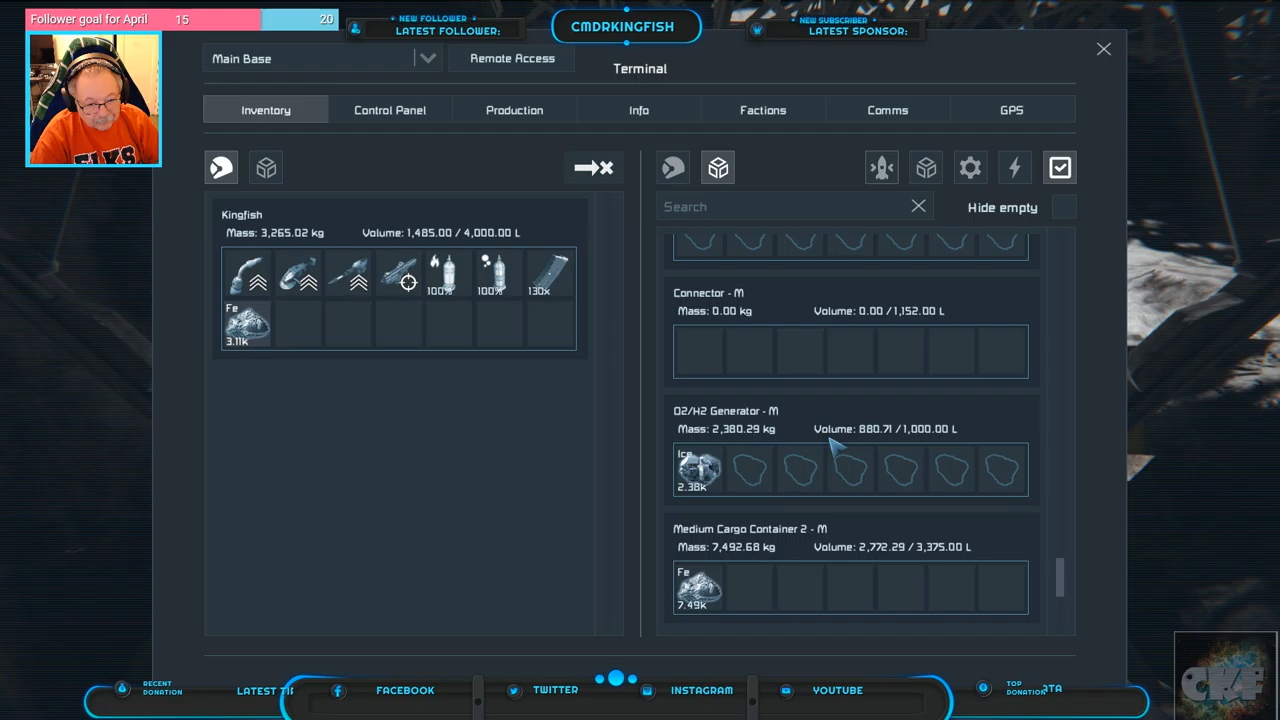 Follower goal for April 15 20
NEW FOLLOWER
LATEST FOLLOWER:
CMDRKINGFISH
NEW SUBSCRIBER
LATEST SPONSOR:
Main Base
Remote Access
Terminal
Inventory
Control Panel
Production
Info
Factions
Comms
GPS
Search
Hide empty
Kingfish
Mass: 3,265.02 kg Volume: 1,485.00 / 4,000.00 L
100% 100% 130x
Fe
3.11k
Connector - M
Mass: 0.00 kg Volume: 0.00 / 1,152.00 L
O2/H2 Generator - M
Mass: 2,380.29 kg Volume: 880.71 / 1,000.00 L
Ice
2.38k
Medium Cargo Container 2 - M
Mass: 7,492.68 kg Volume: 2,772.29 / 3,375.00 L
Fe
7.49k
RECENT
DONATION
LATEST
FACEBOOK
TWITTER
INSTAGRAM
YOUTUBE
TOP
DONATION
CKF
ELKS